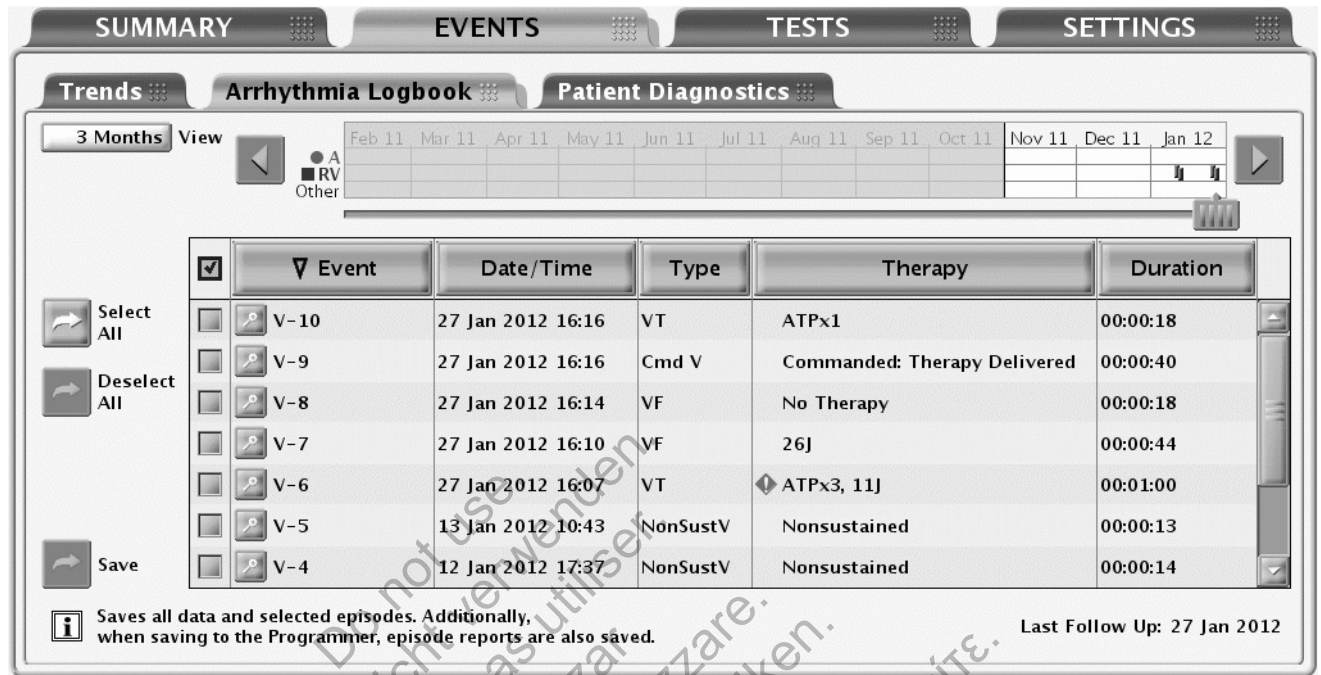 SUMMARY EVENTS TESTS SETTINGS
Trends Arrhythmia Logbook Patient Diagnostics
3 Months View
Feb 11 Mar 11 Apr 11 May 11 Jun 11 Jul 11 Aug 11 Sep 11 Oct 11 Nov 11 Dec 11 Jan 12
A
RV
Other
Event Date/Time Type Therapy Duration
Select All
V-10 27 Jan 2012 16:16 VT ATPx1 00:00:18
V-9 27 Jan 2012 16:16 Cmd V Commanded: Therapy Delivered 00:00:40
Deselect All
V-8 27 Jan 2012 16:14 VF No Therapy 00:00:18
V-7 27 Jan 2012 16:10 VF 26J 00:00:44
V-6 27 Jan 2012 16:07 VT ATPx3, 11J 00:01:00
V-5 13 Jan 2012 10:43 NonSustV Nonsustained 00:00:13
Save
V-4 12 Jan 2012 17:37 NonSustV Nonsustained 00:00:14
i Saves all data and selected episodes. Additionally,
when saving to the Programmer, episode reports are also saved.
Last Follow Up: 27 Jan 2012
Do not use
verwenden
utiliser.